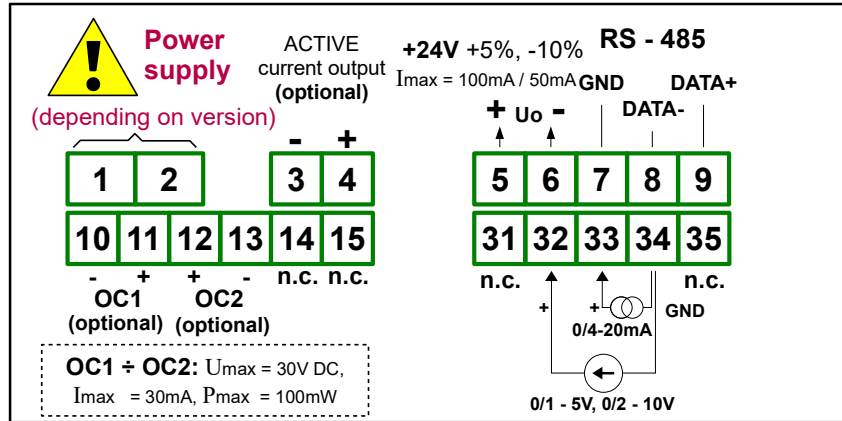 Power
supply
(depending on version)
ACTIVE
current output
(optional)
+24V +5%, -10%
Imax = 100mA / 50mA
RS - 485
GND
DATA-
DATA+
+ Uo -
- +
1 2 3 4 5 6 7 8 9
10 11 12 13 14 15 31 32 33 34 35
- + + - n.c. n.c. n.c. n.c.
OC1
(optional)
OC2
(optional)
+ +
0/4-20mA
GND
0/1 - 5V, 0/2 - 10V
OC1 ÷ OC2: Umax = 30V DC,
Imax = 30mA, Pmax = 100mW